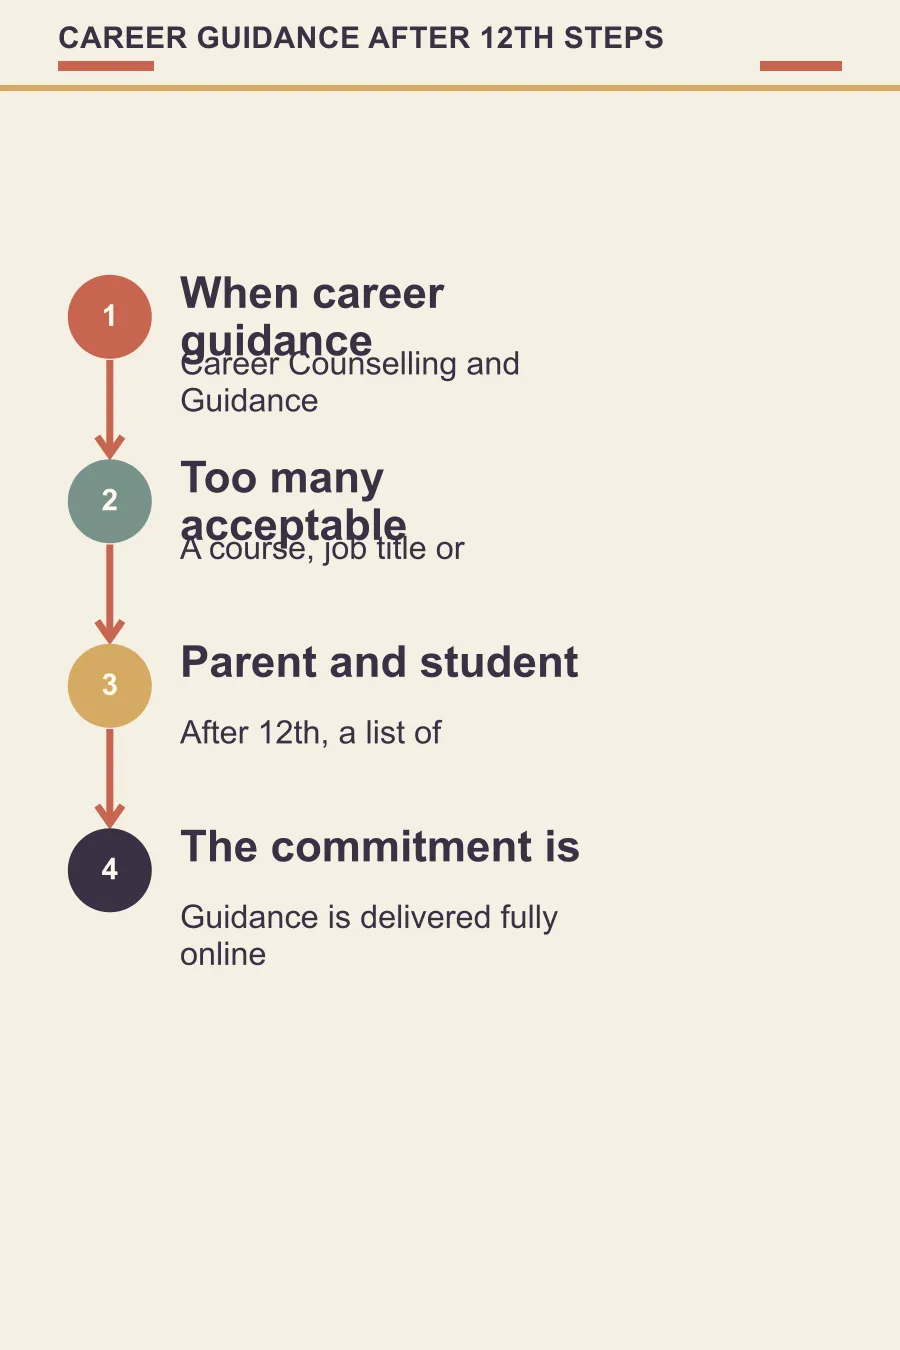 CAREER GUIDANCE AFTER 12TH STEPS
1
When career
guidance
Career Counselling and
Guidance
2
Too many
acceptable
A course, job title or
3
Parent and student
After 12th, a list of
4
The commitment is
Guidance is delivered fully
online